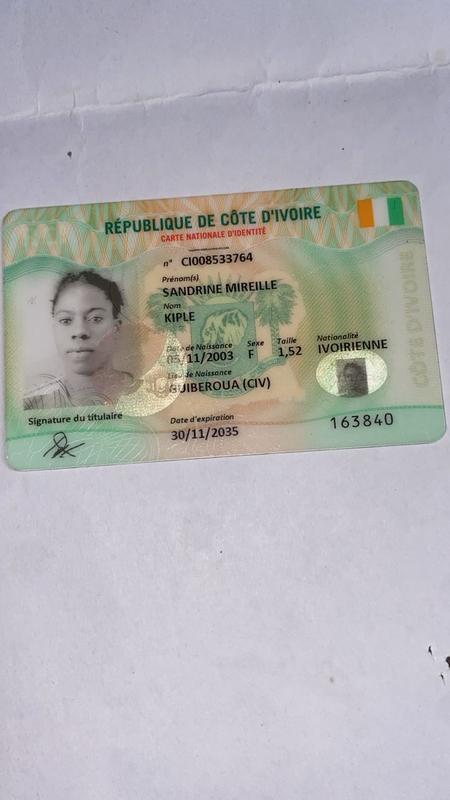 RÉPUBLIQUE DE CÔTE D'IVOIRE
CARTE NATIONALE D'IDENTITÉ
n° CI008533764
Prénom(s)
SANDRINE MIREILLE
Nom
KIPLE
Date de Naissance Sexe Taille Nationalité
05/11/2003 F 1,52 IVOIRIENNE
Lieu de Naissance
GUIBEROUA (CIV)
Signature du titulaire
Date d'expiration
30/11/2035
163840
CÔTE D'IVOIRE